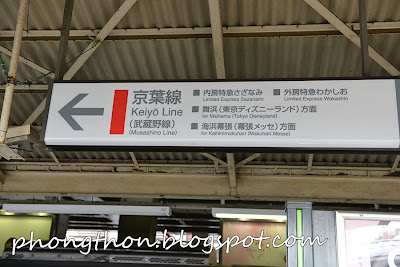 京葉線
Keiyō Line
(武蔵野線)
(Musashino Line)
内房特急さざなみ
Limited Express Sazanami
外房特急わかしお
Limited Express Wakashio
舞浜(東京ディズニーランド)方面
for Maihama (Tokyo Disneyland)
海浜幕張(幕張メッセ)方面
for Kaihimmakuhari (Makuhari Messe)
phongthon.blogspot.com